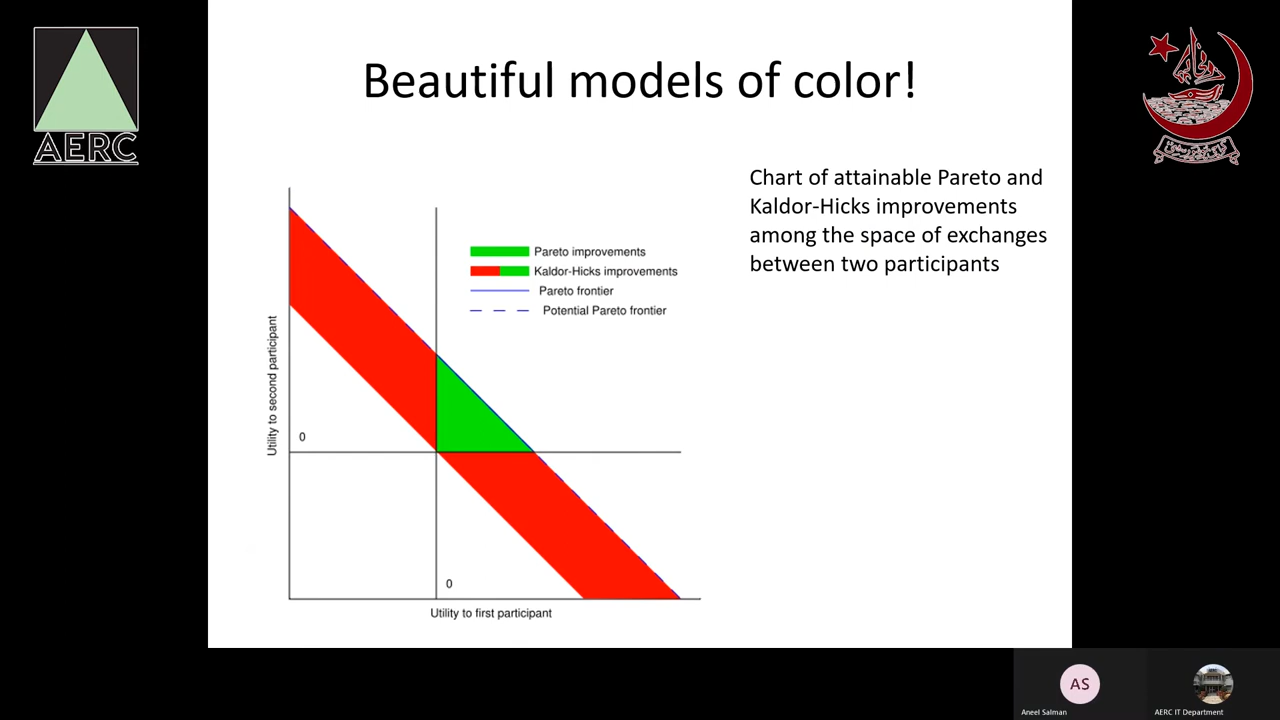 Beautiful models of color!
AERC
Chart of attainable Pareto and
Kaldor-Hicks improvements
among the space of exchanges
between two participants
Pareto improvements
Kaldor-Hicks improvements
Pareto frontier
Potential Pareto frontier
Utility to second participant
0
0
Utility to first participant
AS
Aneel Salman
AERC IT Department